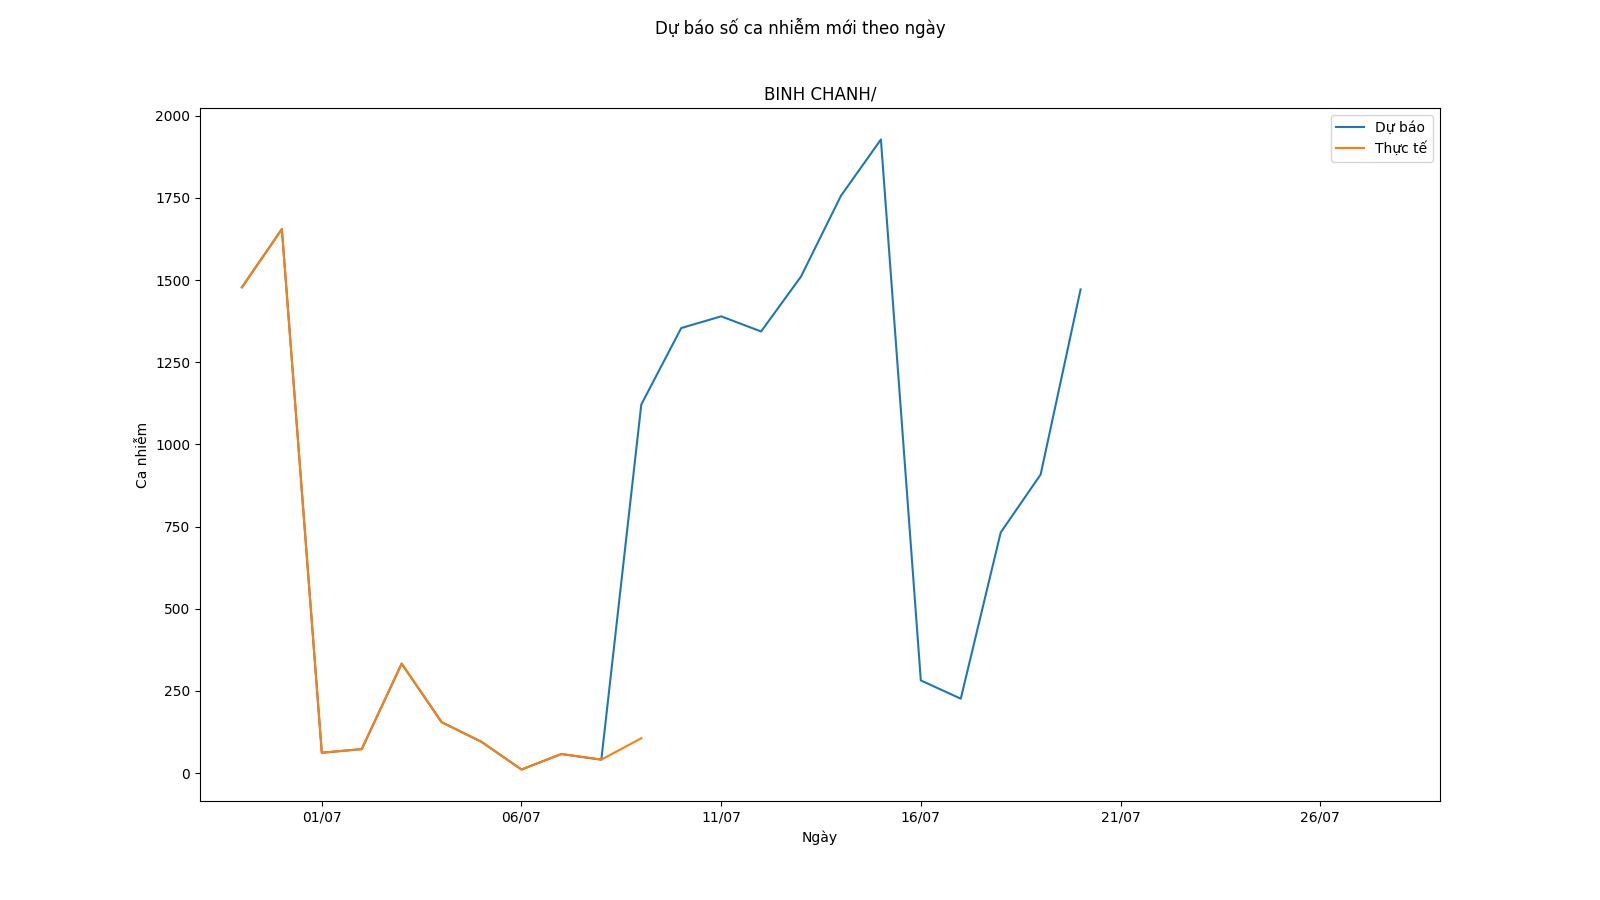 Dự báo số ca nhiễm mới theo ngày
BINH CHANH/
Dự báo
Thực tế
2000
1750
1500
1250
1000
750
500
250
0
Ca nhiễm
01/07 06/07 11/07 16/07 21/07 26/07
Ngày